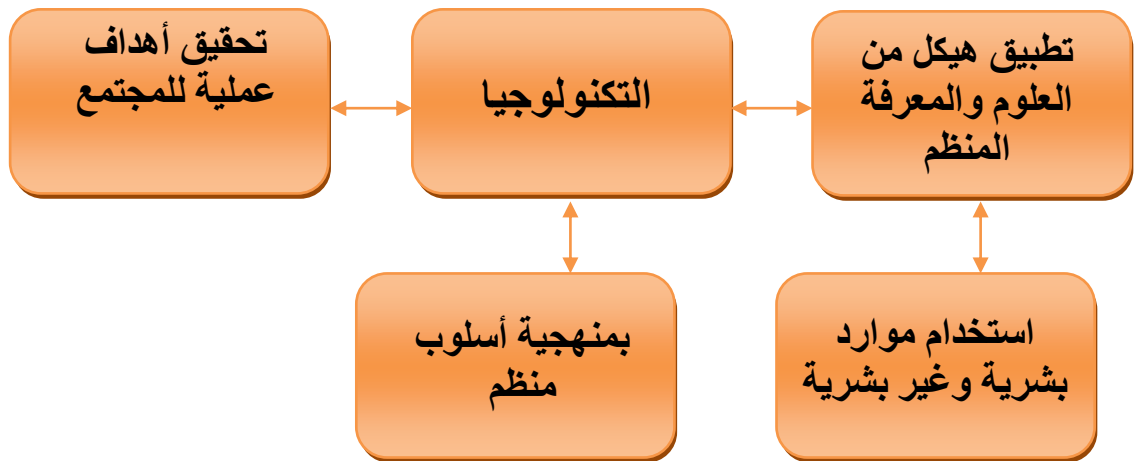 تطبيق هيكل من
العلوم والمعرفة
المنظم
التكنولوجيا
تحقيق أهداف
عملية للمجتمع
استخدام موارد
بشرية وغير بشرية
بمنهجية أسلوب
منظم